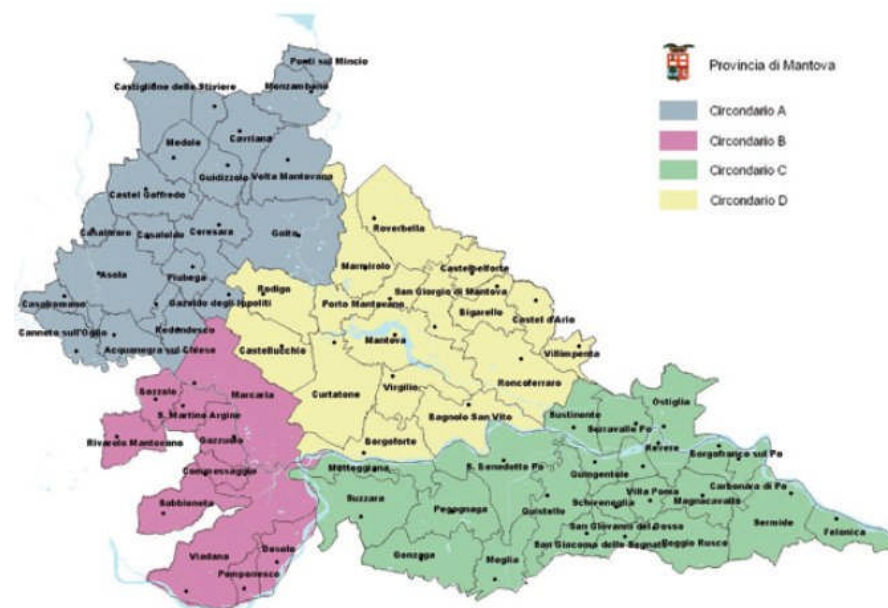 Provincia di Mantova
Circondario A
Circondario B
Circondario C
Circondario D
Ponti sul Mincio
Castiglione delle Stiviere
Monzambano
Cavriana
Medole
Guidizzolo
Volta Mantovana
Castel Goffredo
Casalmoro
Casaloldo
Ceresara
Goito
Asola
Piubega
Casalromano
Gazoldo degli Ippoliti
Canneto sull'Oglio
Redondesco
Acquanegra sul Chiese
Roverbella
Marmirolo
Castelbelforte
Rodigo
Porto Mantovano
San Giorgio di Mantova
Bigarello
Castel d'Ario
Mantova
Villimpenta
Castellucchio
Roncoferraro
Curtatone
Virgilio
Bagnolo San Vito
Borgoforte
Bozzolo
Marcaria
S. Martino Argine
Rivarolo Mantovano
Gazzuolo
Commessaggio
Sabbioneta
Viadana
Dosolo
Pomponesco
Ostiglia
Sustinente
Serravalle Po
Revere
Borgofranco sul Po
Motteggiana
S. Benedetto Po
Quingentole
Carbonara di Po
Suzzara
Villa Poma
Magnacavallo
Pegognaga
Quistello
Schivenoglia
Sermide
Felonica
San Giovanni del Dosso
San Giacomo delle Segnate
Poggio Rusco
Gonzaga
Moglia